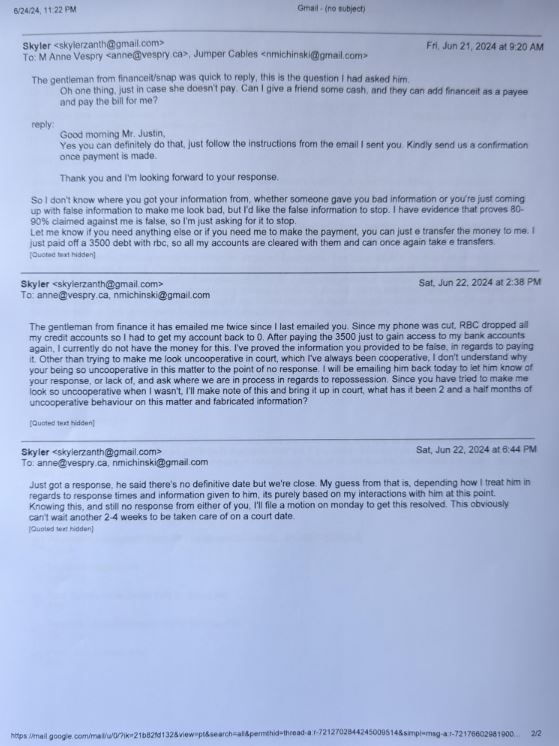 6/24/24, 11:22 PM Gmail - (no subject)
Skyler <skylerzanth@gmail.com> Fri, Jun 21, 2024 at 9:20 AM
To: M Anne Vespry <anne@vespry.ca>, Jumper Cables <nmichinski@gmail.com>
The gentleman from financeit/snap was quick to reply, this is the question I had asked him.
Oh one thing, just in case she doesn't pay. Can I give a friend some cash, and they can add financeit as a payee
and pay the bill for me?
reply:
Good morning Mr. Justin,
Yes you can definitely do that, just follow the instructions from the email I sent you. Kindly send us a confirmation
once payment is made.
Thank you and I'm looking forward to your response.
So I don't know where you got your information from, whether someone gave you bad information or you're just coming
up with false information to make me look bad, but I'd like the false information to stop. I have evidence that proves 80-
90% claimed against me is false, so I'm just asking for it to stop.
Let me know if you need anything else or if you need me to make the payment, you can just e transfer the money to me. I
just paid off a 3500 debt with rbc, so all my accounts are cleared with them and can once again take e transfers.
[Quoted text hidden]
Skyler <skylerzanth@gmail.com> Sat, Jun 22, 2024 at 2:38 PM
To: anne@vespry.ca, nmichinski@gmail.com
The gentleman from finance it has emailed me twice since I last emailed you. Since my phone was cut, RBC dropped all
my credit accounts so I had to get my account back to 0. After paying the 3500 just to gain access to my bank accounts
again, I currently do not have the money for this. I've proved the information you provided to be false, in regards to paying
it. Other than trying to make me look uncooperative in court, which I've always been cooperative, I don't understand why
your being so uncooperative in this matter to the point of no response. I will be emailing him back today to let him know of
your response, or lack of, and ask where we are in process in regards to repossession. Since you have tried to make me
look so uncooperative when I wasn't, I'll make note of this and bring it up in court, what has it been 2 and a half months of
uncooperative behaviour on this matter and fabricated information?
[Quoted text hidden]
Skyler <skylerzanth@gmail.com> Sat, Jun 22, 2024 at 6:44 PM
To: anne@vespry.ca, nmichinski@gmail.com
Just got a response, he said there's no definitive date but we're close. My guess from that is, depending how I treat him in
regards to response times and information given to him, its purely based on my interactions with him at this point.
Knowing this, and still no response from either of you, I'll file a motion on monday to get this resolved. This obviously
can't wait another 2-4 weeks to be taken care of on a court date.
[Quoted text hidden]
2/2